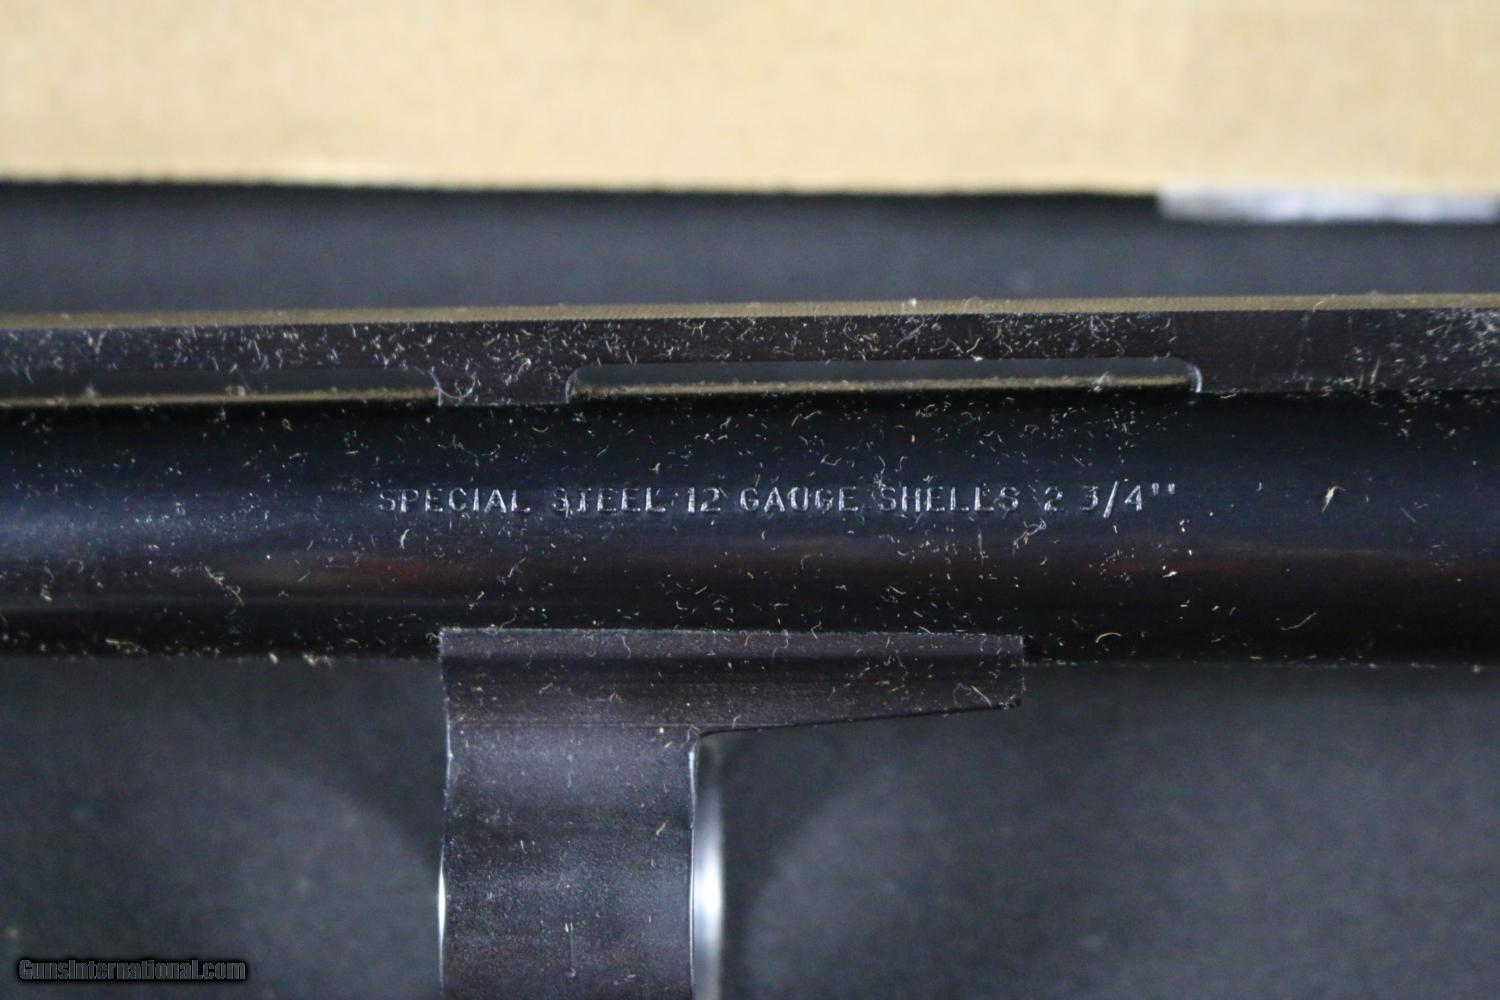 SPECIAL STEEL 12 GAUGE SHELLS 2 3/4"
GunsInternational.com